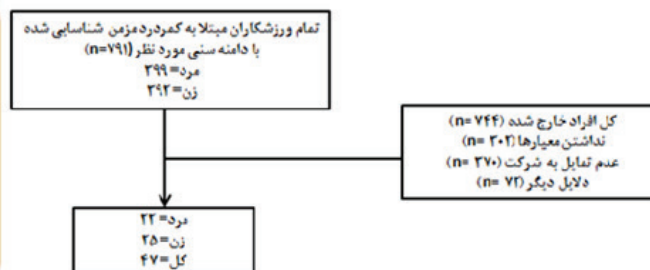 تمام ورزشکاران مبتلا به کمردرد مزمن شناسایی شده
با دامنه سنی مورد نظر (n=۷۹۱)
مرد= ۳۹۹
زن= ۳۹۲
کل افراد خارج شده (n= ۷۴۴)
نداشتن معیارها (n= ۳۰۲)
عدم تمایل به شرکت (n= ۳۷۰)
دلایل دیگر (n= ۷۲)
مرد= ۲۲
زن= ۲۵
کل= ۴۷